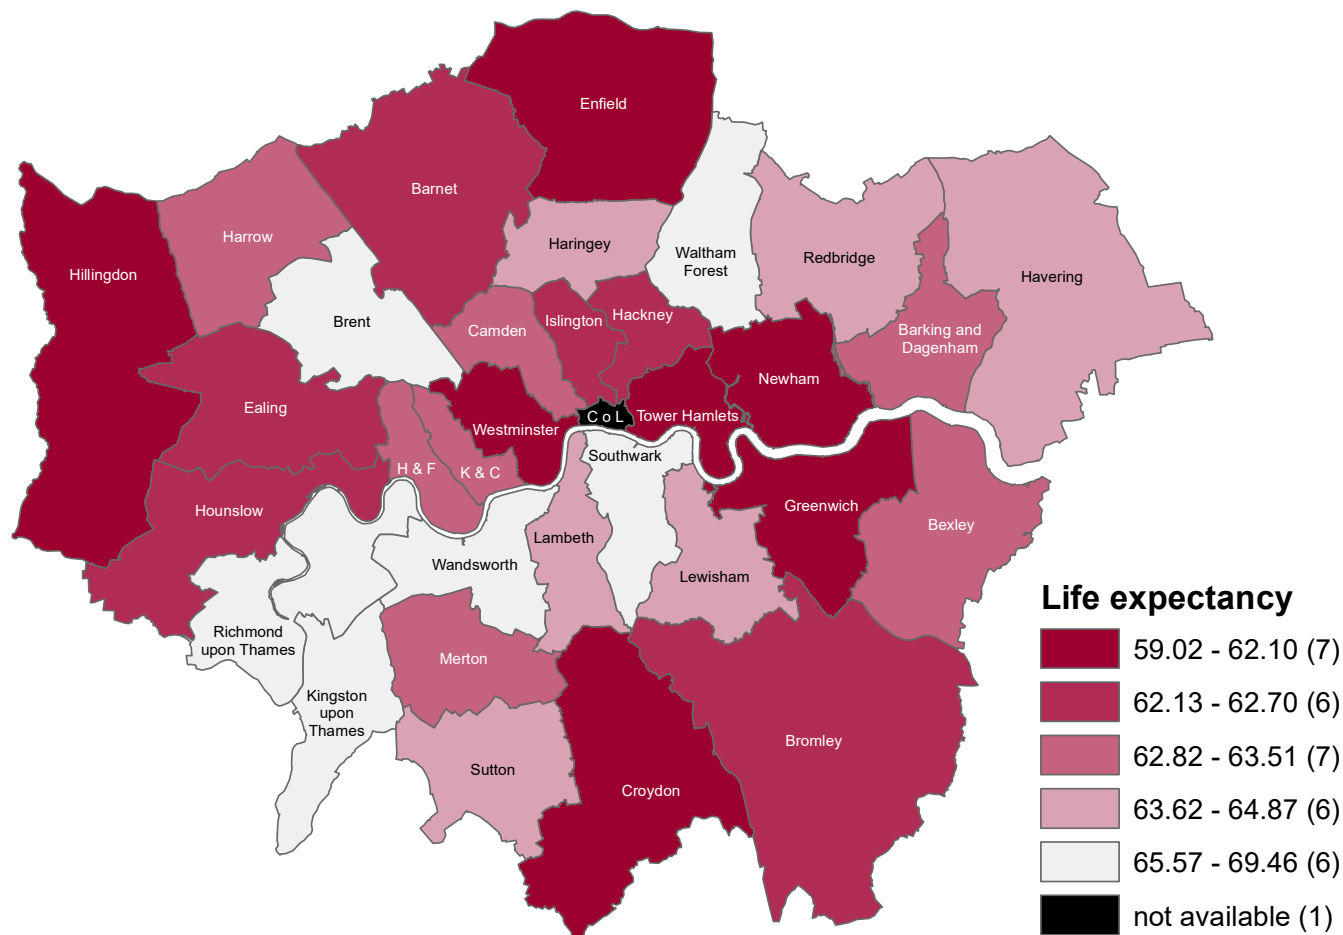 Enfield
Barnet
Harrow
Haringey
Waltham
Forest
Redbridge
Havering
Hillingdon
Brent
Camden
Islington
Hackney
Barking and
Dagenham
Newham
Ealing
Westminster
C o L
Tower Hamlets
H & F
K & C
Southwark
Hounslow
Greenwich
Bexley
Lambeth
Wandsworth
Lewisham
Richmond
upon Thames
Merton
Kingston
upon
Thames
Sutton
Croydon
Bromley
Life expectancy
59.02 - 62.10 (7)
62.13 - 62.70 (6)
62.82 - 63.51 (7)
63.62 - 64.87 (6)
65.57 - 69.46 (6)
not available (1)